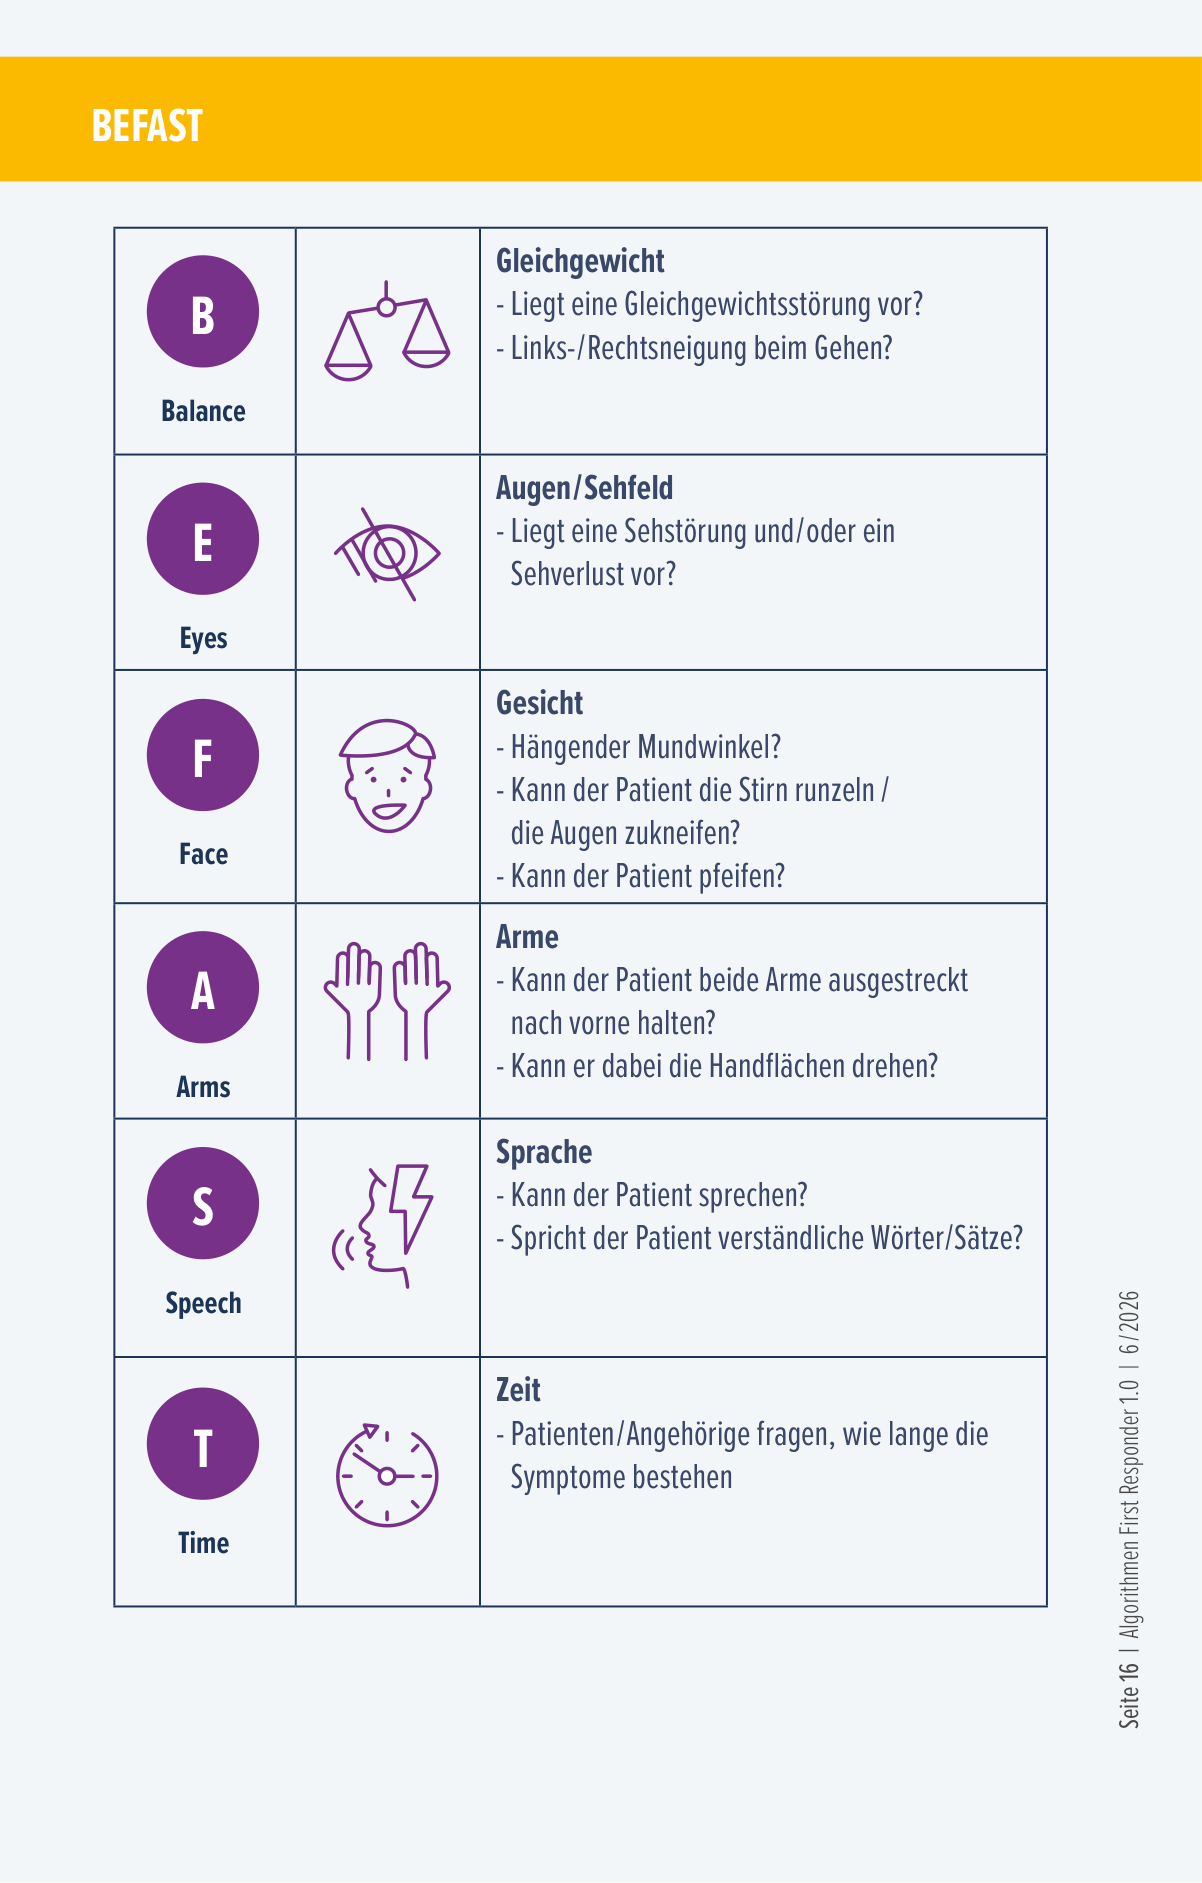 BEFAST
B
Balance
Gleichgewicht
- Liegt eine Gleichgewichtsstörung vor?
- Links-/Rechtsneigung beim Gehen?
E
Eyes
Augen/Sehfeld
- Liegt eine Sehstörung und/oder ein
Sehverlust vor?
F
Face
Gesicht
- Hängender Mundwinkel?
- Kann der Patient die Stirn runzeln /
die Augen zukneifen?
- Kann der Patient pfeifen?
A
Arms
Arme
- Kann der Patient beide Arme ausgestreckt
nach vorne halten?
- Kann er dabei die Handflächen drehen?
S
Speech
Sprache
- Kann der Patient sprechen?
- Spricht der Patient verständliche Wörter/Sätze?
T
Time
Zeit
- Patienten/Angehörige fragen, wie lange die
Symptome bestehen
Seite 16 | Algorithmen First Responder 1.0 | 6/2026